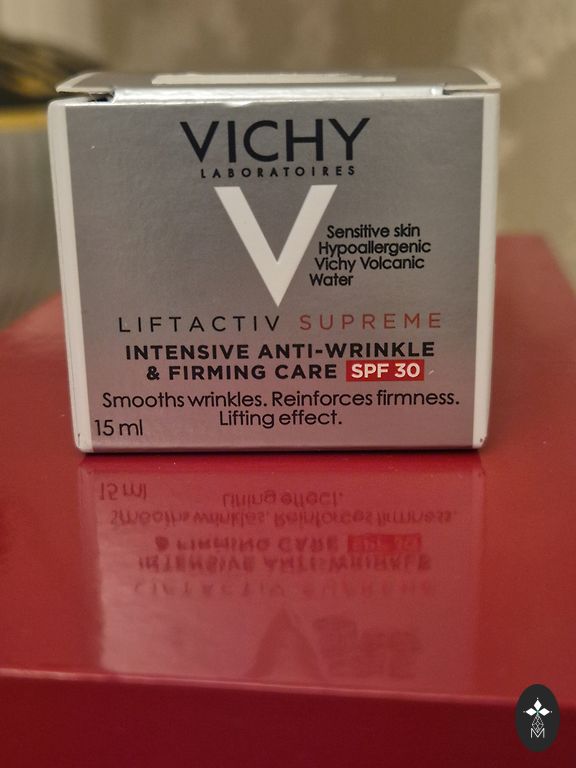 VICHY
LABORATOIRES
V
Sensitive skin
Hypoallergenic
Vichy Volcanic
Water
LIFTACTIV SUPREME
INTENSIVE ANTI-WRINKLE
& FIRMING CARE SPF 30
Smooths wrinkles. Reinforces firmness.
Lifting effect.
15 ml